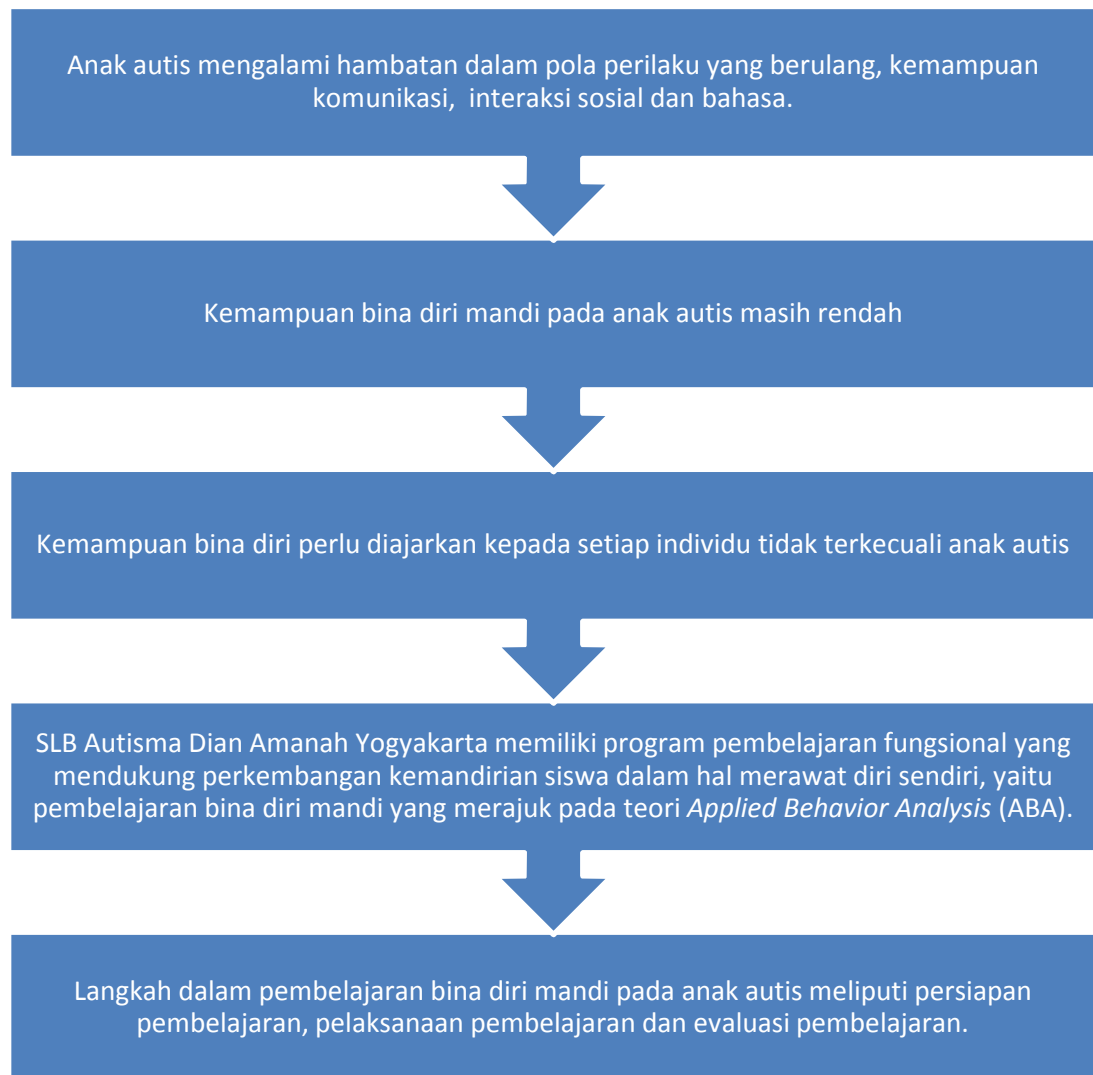 Anak autis mengalami hambatan dalam pola perilaku yang berulang, kemampuan
komunikasi, interaksi sosial dan bahasa.
Kemampuan bina diri mandi pada anak autis masih rendah
Kemampuan bina diri perlu diajarkan kepada setiap individu tidak terkecuali anak autis
SLB Autisma Dian Amanah Yogyakarta memiliki program pembelajaran fungsional yang
mendukung perkembangan kemandirian siswa dalam hal merawat diri sendiri, yaitu
pembelajaran bina diri mandi yang merajuk pada teori Applied Behavior Analysis (ABA).
Langkah dalam pembelajaran bina diri mandi pada anak autis meliputi persiapan
pembelajaran, pelaksanaan pembelajaran dan evaluasi pembelajaran.